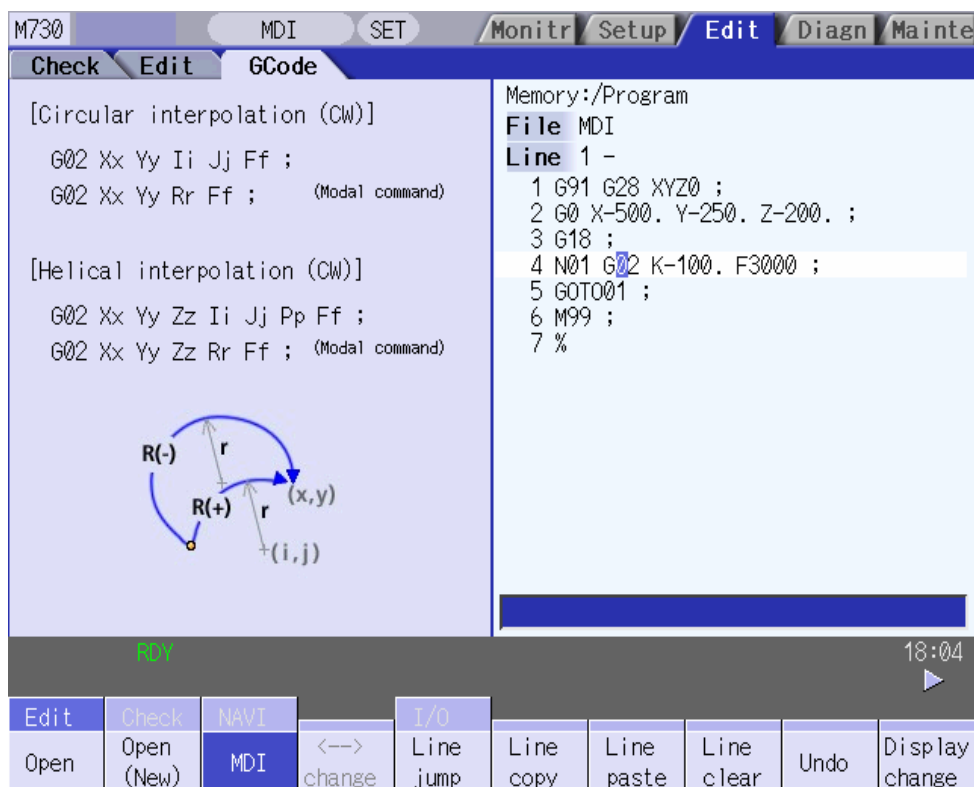 M730 MDI SET Monitr Setup Edit Diagn Mainte
Check Edit GCode
[Circular interpolation (CW)]
G02 Xx Yy Ii Jj Ff ;
G02 Xx Yy Rr Ff ; (Modal command)
[Helical interpolation (CW)]
G02 Xx Yy Zz Ii Jj Pp Ff ;
G02 Xx Yy Zz Rr Ff ; (Modal command)
R(-) r
R(+) r (x,y)
(i,j)
Memory:/Program
File MDI
Line 1 -
1 G91 G28 XYZ0 ;
2 G0 X-500. Y-250. Z-200. ;
3 G18 ;
4 N01 G02 K-100. F3000 ;
5 GOTO01 ;
6 M99 ;
7 %
RDY 18:04
Edit Check NAVI I/O
Open Open (New) MDI <--> change Line jump Line copy Line paste Line clear Undo Display change